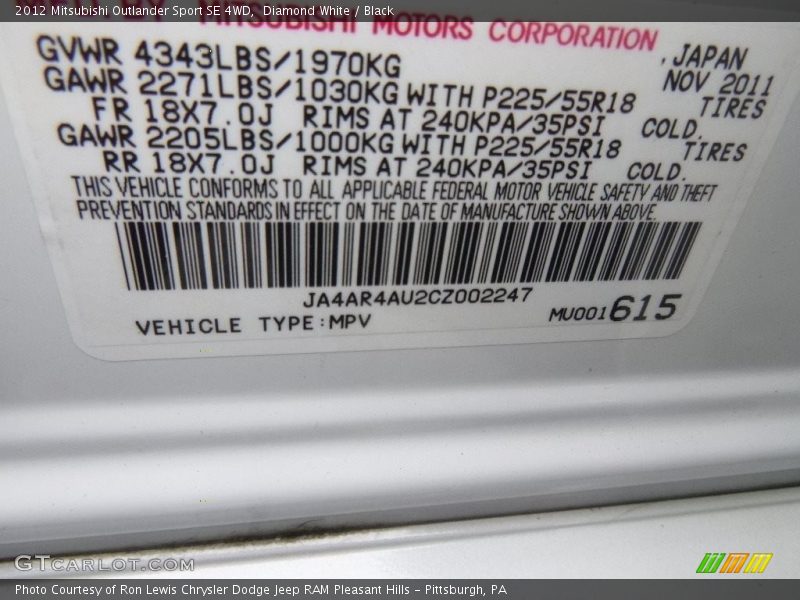 2012 Mitsubishi Outlander Sport SE 4WD, Diamond White / Black
MITSUBISHI MOTORS CORPORATION , JAPAN
GVWR 4343LBS/1970KG NOV 2011
GAWR 2271LBS/1030KG WITH P225/55R18 TIRES
FR 18X7.0J RIMS AT 240KPA/35PSI COLD.
GAWR 2205LBS/1000KG WITH P225/55R18 TIRES
RR 18X7.0J RIMS AT 240KPA/35PSI COLD.
THIS VEHICLE CONFORMS TO ALL APPLICABLE FEDERAL MOTOR VEHICLE SAFETY AND THEFT
PREVENTION STANDARDS IN EFFECT ON THE DATE OF MANUFACTURE SHOWN ABOVE.
JA4AR4AU2CZ002247
VEHICLE TYPE:MPV MU001615
GTCARLOT.COM
Photo Courtesy of Ron Lewis Chrysler Dodge Jeep RAM Pleasant Hills - Pittsburgh, PA